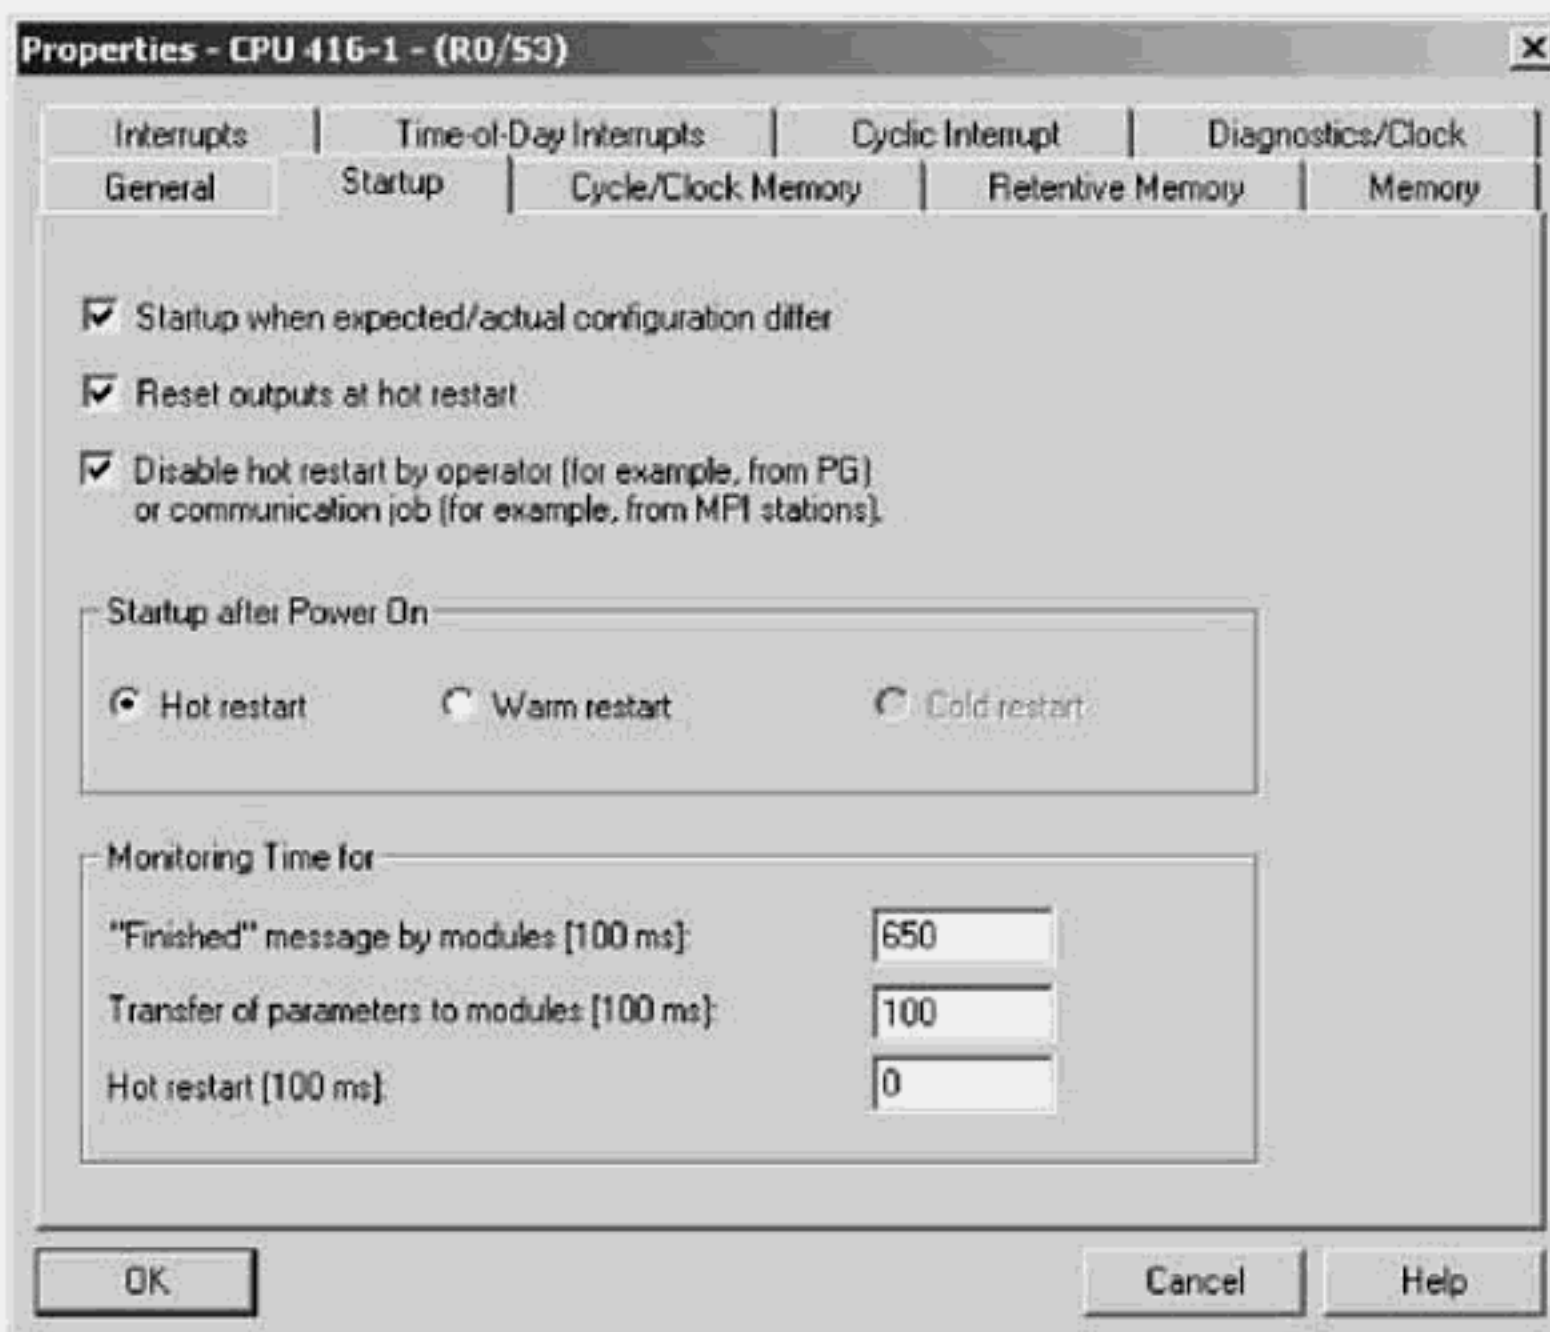 Properties - CPU 416-1 - (R0/S3)
Interrupts Time-of-Day Interrupts Cyclic Interrupt Diagnostics/Clock
General Startup Cycle/Clock Memory Retentive Memory Memory
Startup when expected/actual configuration differ
Reset outputs at hot restart
Disable hot restart by operator (for example, from PG)
or communication job (for example, from MPI stations).
Startup after Power On
Hot restart Warm restart Cold restart
Monitoring Time for
"Finished" message by modules [100 ms]: 650
Transfer of parameters to modules [100 ms]: 100
Hot restart [100 ms]: 0
OK Cancel Help